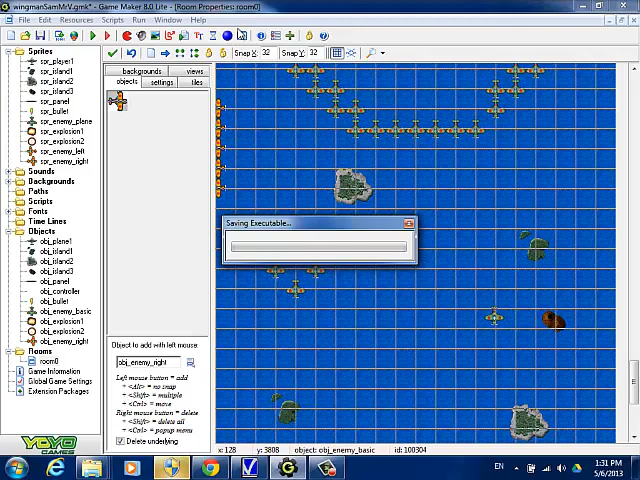 wingmanSamMrV.gmk* - Game Maker 8.0 Lite - [Room Properties: room0]
File Edit Resources Scripts Run Window Help
Snap X: 32 Snap Y: 32
Sprites
spr_player1
spr_island1
spr_island2
spr_island3
spr_panel
spr_bullet
spr_enemy_plane
spr_explosion1
spr_explosion2
spr_enemy_left
spr_enemy_right
Sounds
Backgrounds
Paths
Scripts
Fonts
Time Lines
Objects
obj_plane1
obj_island1
obj_island2
obj_island3
obj_panel
obj_controller
obj_bullet
obj_enemy_basic
obj_explosion1
obj_explosion2
obj_enemy_left
obj_enemy_right
Rooms
room0
Game Information
Global Game Settings
Extension Packages
YOYO
GAMES
backgrounds views
objects settings tiles
Object to add with left mouse:
obj_enemy_right
Left mouse button = add
+ <Alt> = no snap
+ <Shift> = multiple
+ <Ctrl> = move
Right mouse button = delete
+ <Shift> = delete all
+ <Ctrl> = popup menu
Delete underlying
Saving Executable...
x: 128 y: 3808 object: obj_enemy_basic id: 100304
EN 1:31 PM
5/6/2013